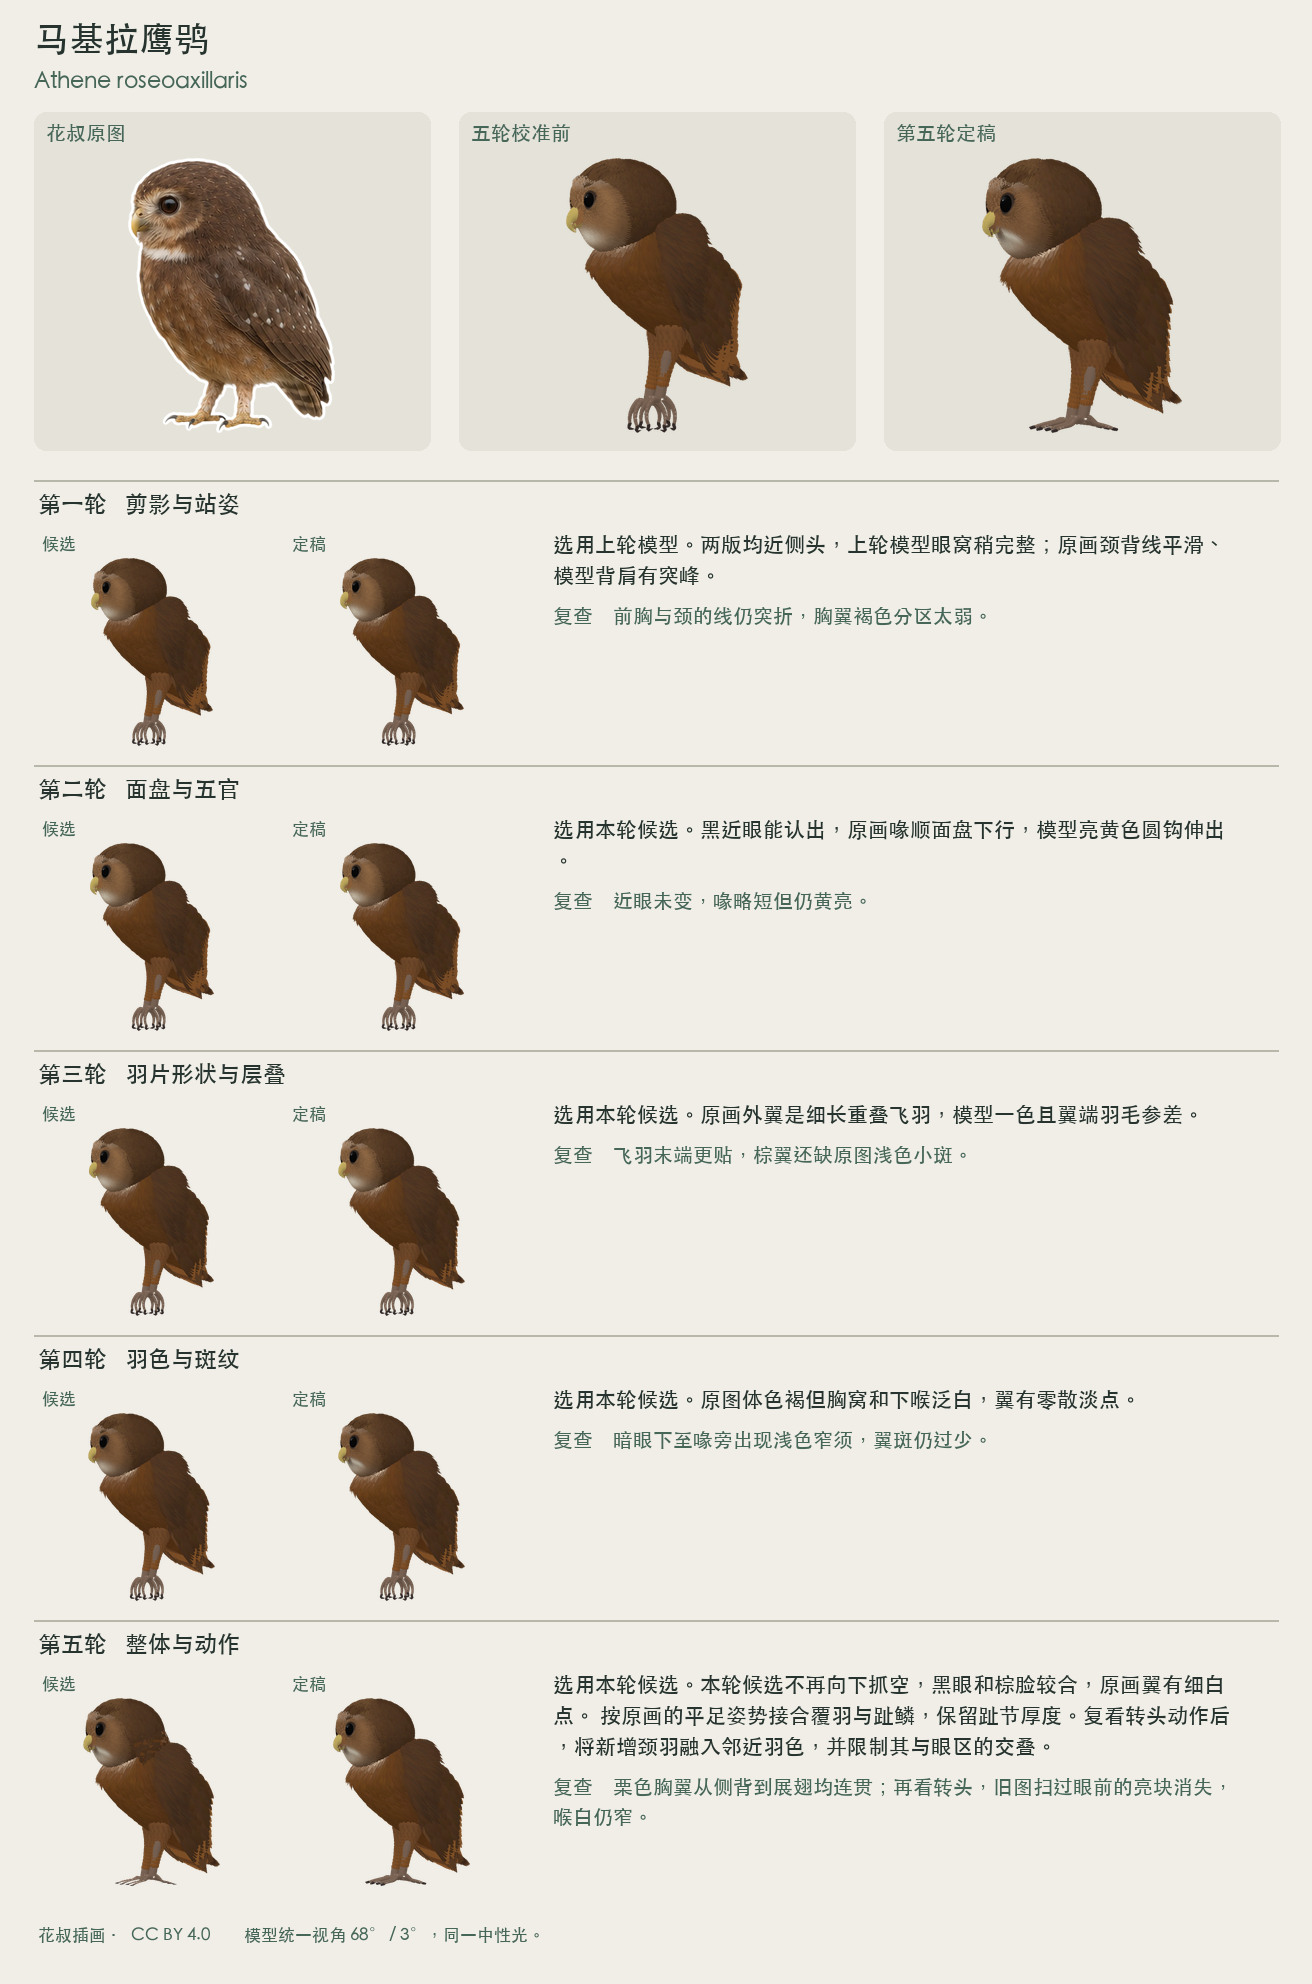 马基拉鹰鸮
Athene roseoaxillaris
花叔原图
五轮校准前
第五轮定稿
第一轮 剪影与站姿
候选
定稿
选用上轮模型。两版均近侧头，上轮模型眼窝稍完整；原画颈背线平滑、
模型背肩有突峰。
复查 前胸与颈的线仍突折，胸翼褐色分区太弱。
第二轮 面盘与五官
候选
定稿
选用本轮候选。黑近眼能认出，原画喙顺面盘下行，模型亮黄色圆钩伸出
。
复查 近眼未变，喙略短但仍黄亮。
第三轮 羽片形状与层叠
候选
定稿
选用本轮候选。原画外翼是细长重叠飞羽，模型一色且翼端羽毛参差。
复查 飞羽末端更贴，棕翼还缺原图浅色小斑。
第四轮 羽色与斑纹
候选
定稿
选用本轮候选。原图体色褐但胸窝和下喉泛白，翼有零散淡点。
复查 暗眼下至喙旁出现浅色窄须，翼斑仍过少。
第五轮 整体与动作
候选
定稿
选用本轮候选。本轮候选不再向下抓空，黑眼和棕脸较合，原画翼有细白
点。 按原画的平足姿势接合覆羽与趾鳞，保留趾节厚度。复看转头动作后
，将新增颈羽融入邻近羽色，并限制其与眼区的交叠。
复查 栗色胸翼从侧背到展翅均连贯；再看转头，旧图扫过眼前的亮块消失，
喉白仍窄。
花叔插画 · CC BY 4.0 模型统一视角 68° / 3°，同一中性光。